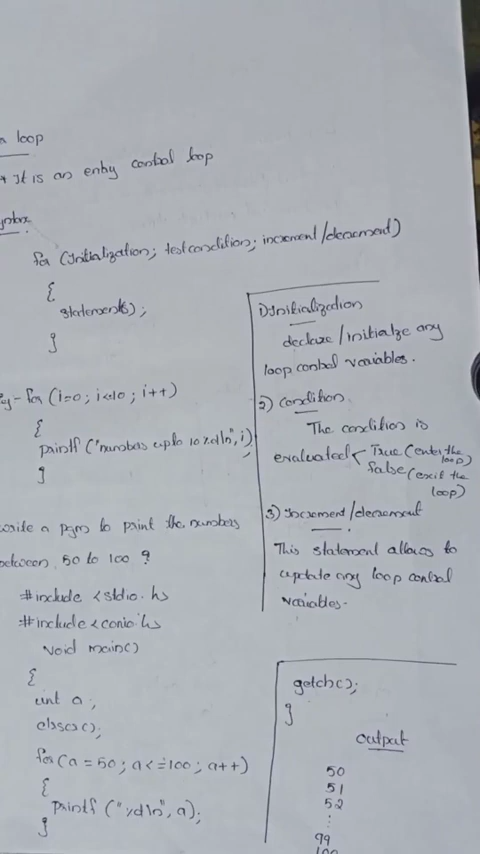 loop
* It is an entry control loop
for (Initialization; test condition; increment/decrement)
{
statement(s);
}
Eg- for (i=0; i<10; i++)
{
printf ("numbers upto 10 %d\n", i);
}
write a pgm to print the numbers
between 50 to 100 ?
#include <stdio.h>
#include <conio.h>
void main()
{
int a;
clrscr();
for(a = 50; a<=100; a++)
{
printf ("%d\n", a);
}
1) Initialization
declare/initialize any
loop control variables.
2) condition
The condition is
evaluated < True (enter the
loop)
false (exit the
loop)
3) Increment/decrement
This statement allows to
update any loop control
variables.
getch();
}
output
50
51
52
:
99
100